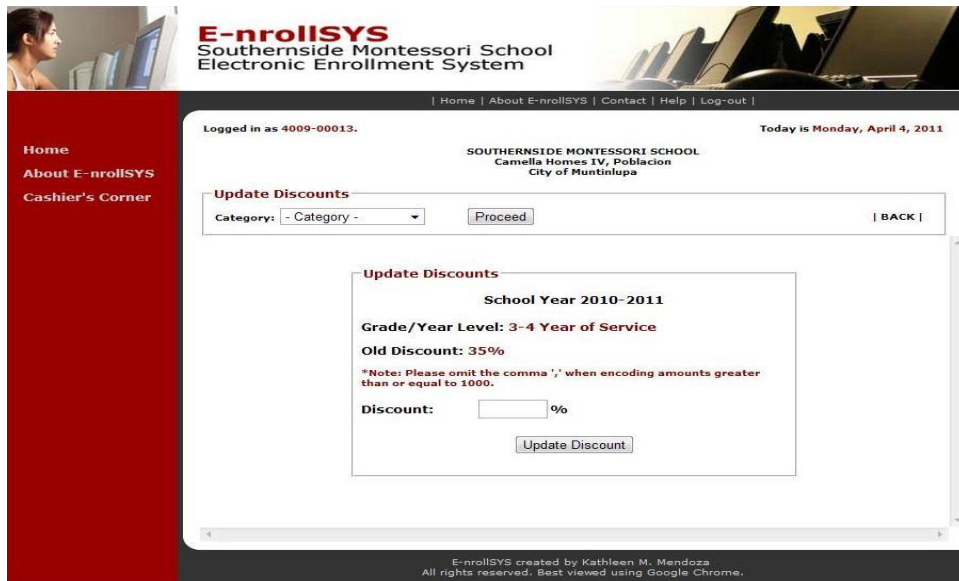 E-nrollSYS
Southernside Montessori School
Electronic Enrollment System
| Home | About E-nrollSYS | Contact | Help | Log-out |
Home
About E-nrollSYS
Cashier's Corner
Logged in as 4009-00013.
Today is Monday, April 4, 2011
SOUTHERNSIDE MONTESSORI SCHOOL
Camella Homes IV, Poblacion
City of Muntinlupa
Update Discounts
Category: - Category -
Proceed
| BACK |
Update Discounts
School Year 2010-2011
Grade/Year Level: 3-4 Year of Service
Old Discount: 35%
*Note: Please omit the comma ',' when encoding amounts greater
than or equal to 1000.
Discount: %
Update Discount
E-nrollSYS created by Kathleen M. Mendoza
All rights reserved. Best viewed using Google Chrome.